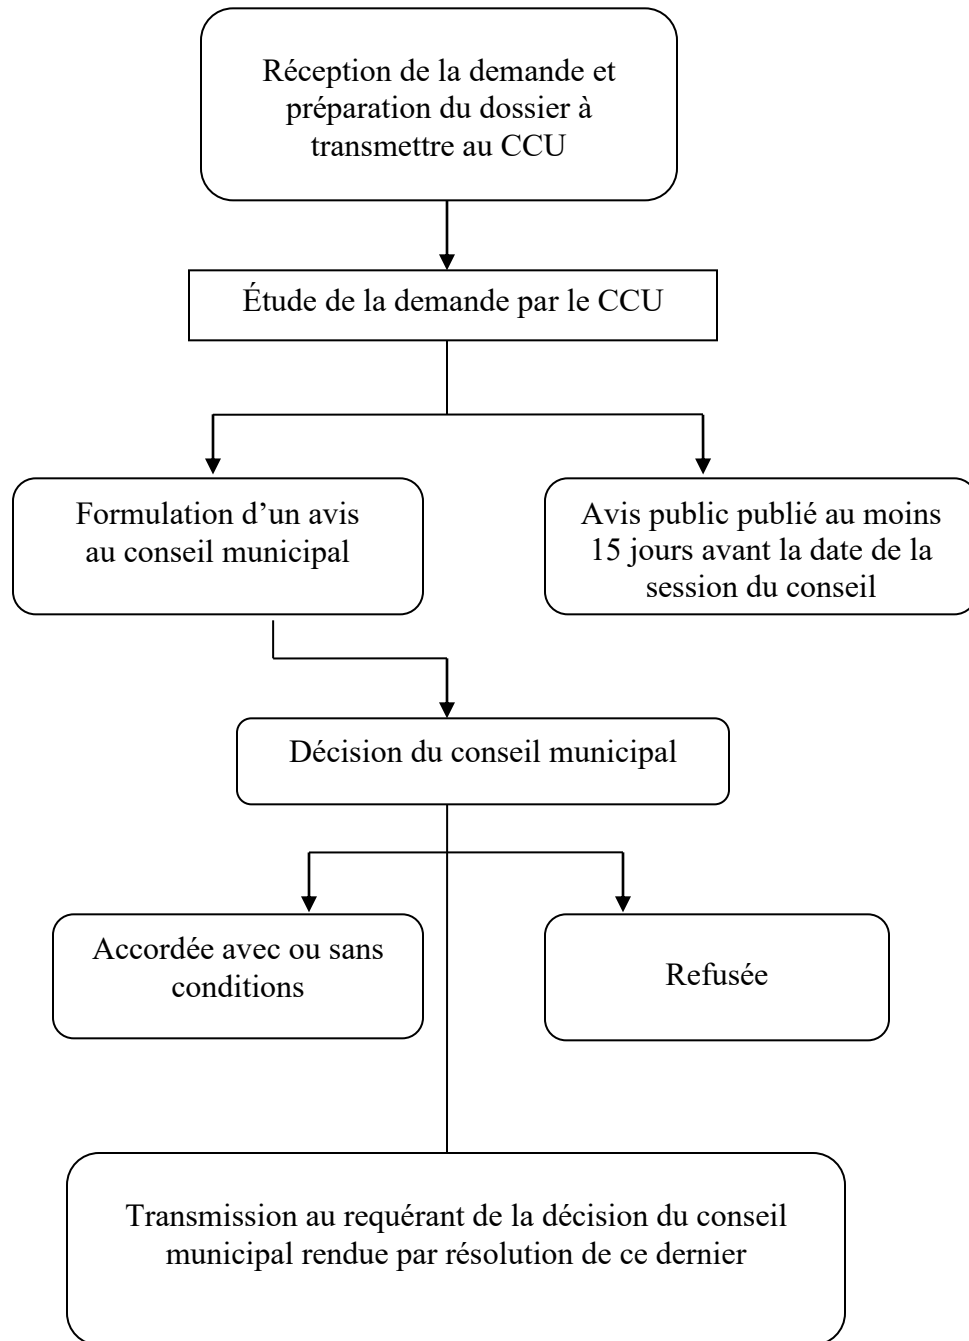 Réception de la demande et
préparation du dossier à
transmettre au CCU
Étude de la demande par le CCU
Formulation d’un avis
au conseil municipal
Avis public publié au moins
15 jours avant la date de la
session du conseil
Décision du conseil municipal
Accordée avec ou sans
conditions
Refusée
Transmission au requérant de la décision du conseil
municipal rendue par résolution de ce dernier